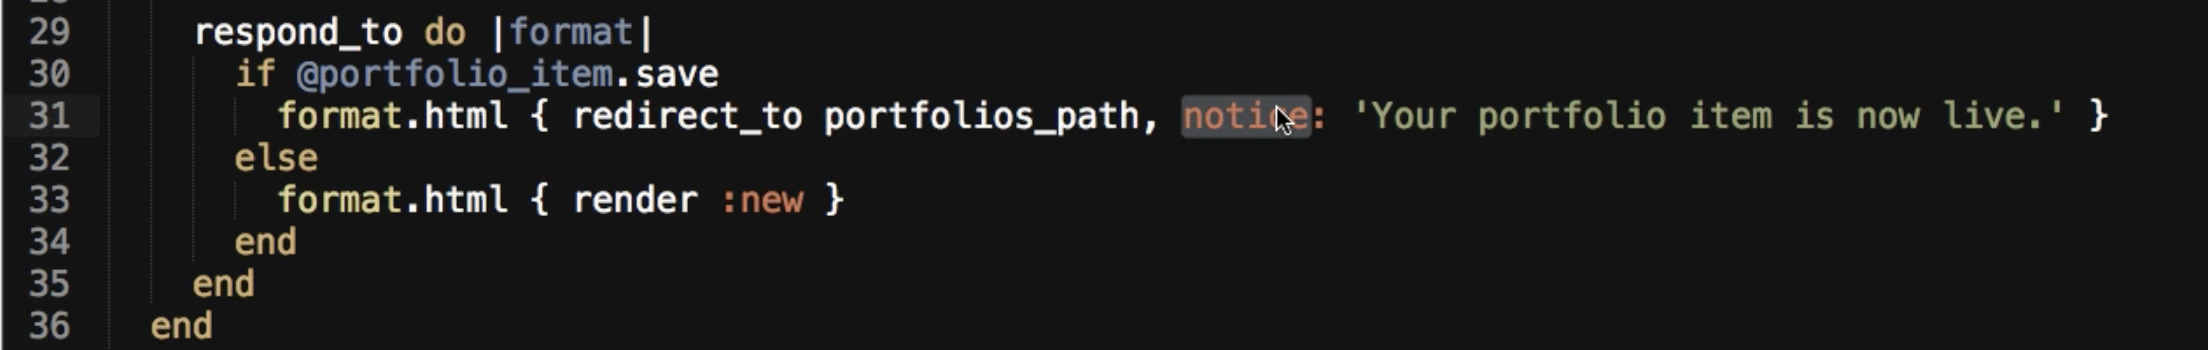 29 respond_to do |format|
30 if @portfolio_item.save
31 format.html { redirect_to portfolios_path, notice: 'Your portfolio item is now live.' }
32 else
33 format.html { render :new }
34 end
35 end
36 end